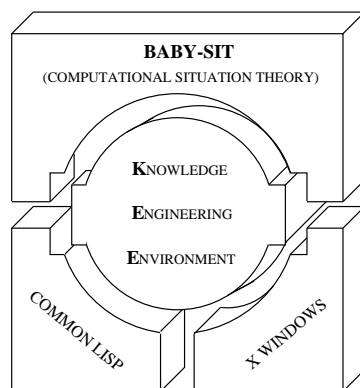 BABY-SIT
(COMPUTATIONAL SITUATION THEORY)
KNOWLEDGE
ENGINEERING
ENVIRONMENT
COMMON LISP
X WINDOWS